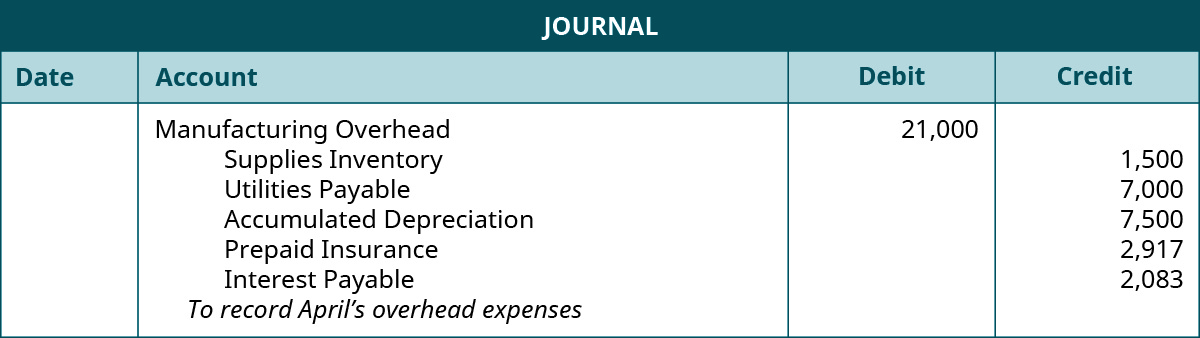 JOURNAL
Date Account Debit Credit
Manufacturing Overhead 21,000
Supplies Inventory 1,500
Utilities Payable 7,000
Accumulated Depreciation 7,500
Prepaid Insurance 2,917
Interest Payable 2,083
To record April’s overhead expenses